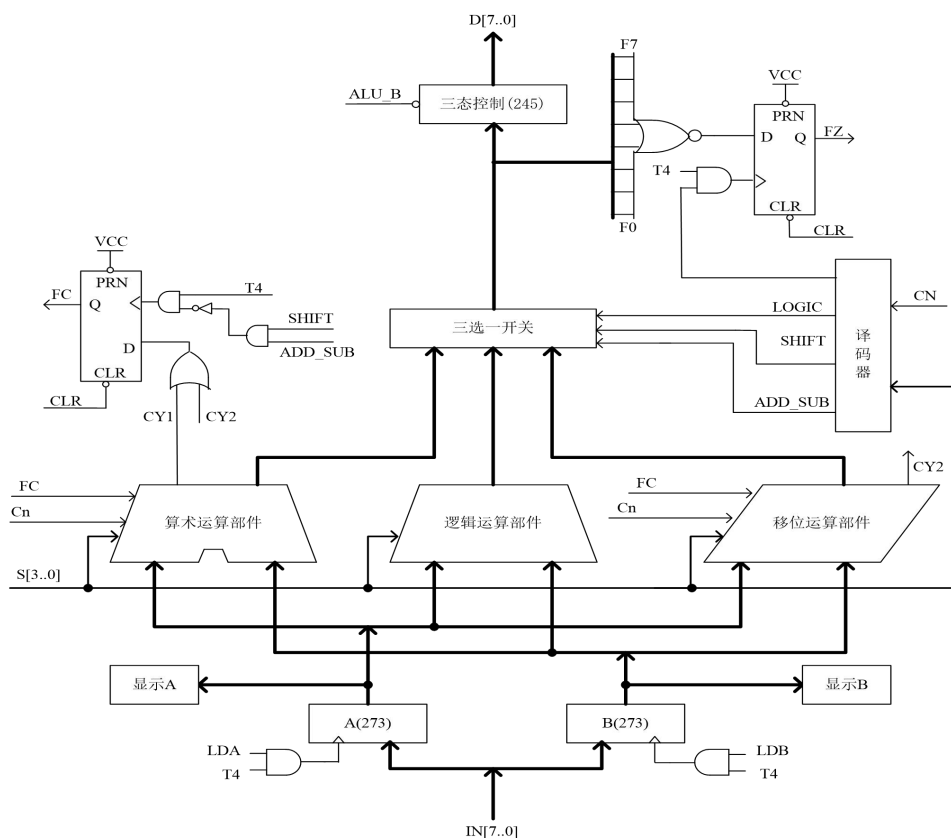 D[7..0]
F7
VCC
ALU_B
三态控制(245)
PRN
D
Q
FZ
T4
CLR
F0
CLR
VCC
PRN
FC
Q
T4
SHIFT
D
ADD_SUB
CLR
CLR
CY1
CY2
三选一开关
LOGIC
SHIFT
ADD_SUB
译码器
CN
CY2
FC
Cn
算术运算部件
逻辑运算部件
FC
Cn
移位运算部件
S[3..0]
显示A
显示B
A(273)
B(273)
LDA
T4
LDB
T4
IN[7..0]